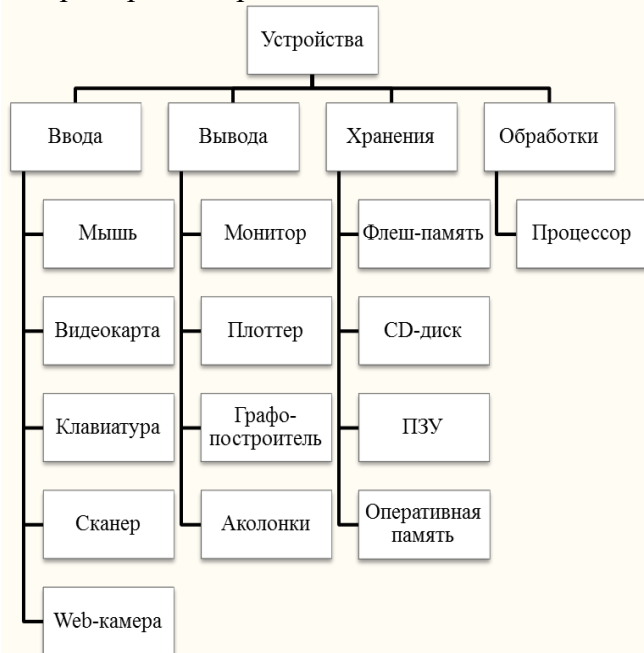 Устройства
Ввода
Вывода
Хранения
Обработки
Мышь
Монитор
Флеш-память
Процессор
Видеокарта
Плоттер
CD-диск
Клавиатура
Графо-
построитель
ПЗУ
Сканер
Аколонки
Оперативная
память
Web-камера